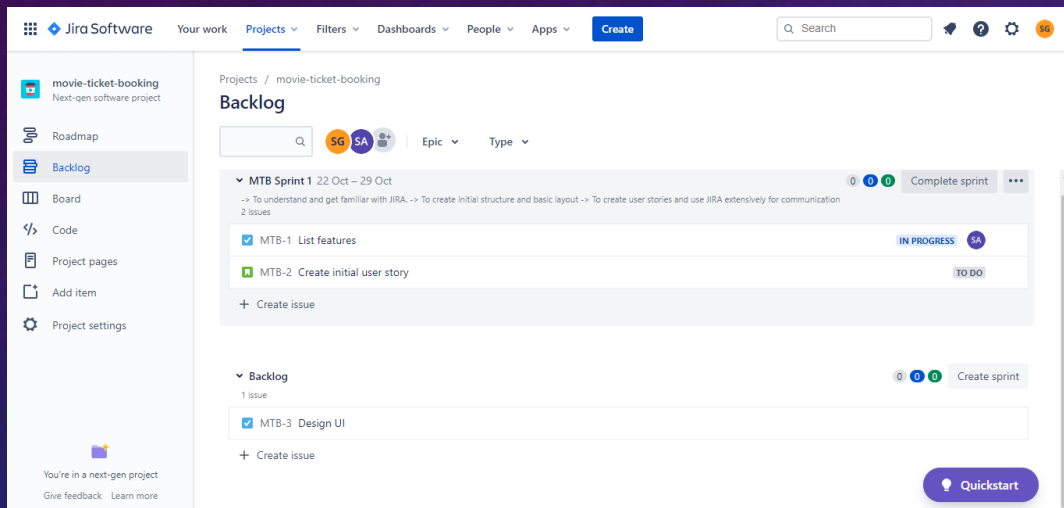 Jira Software Your work Projects Filters Dashboards People Apps Create Search SG
movie-ticket-booking
Next-gen software project
Roadmap
Backlog
Board
Code
Project pages
Add item
Project settings
You're in a next-gen project
Give feedback Learn more
Projects / movie-ticket-booking
Backlog
SG SA Epic Type
MTB Sprint 1 22 Oct – 29 Oct 0 0 0 Complete sprint
-> To understand and get familiar with JIRA. -> To create initial structure and basic layout -> To create user stories and use JIRA extensively for communication
2 issues
MTB-1 List features IN PROGRESS SA
MTB-2 Create initial user story TO DO
+ Create issue
Backlog 0 0 0 Create sprint
1 issue
MTB-3 Design UI
+ Create issue
Quickstart